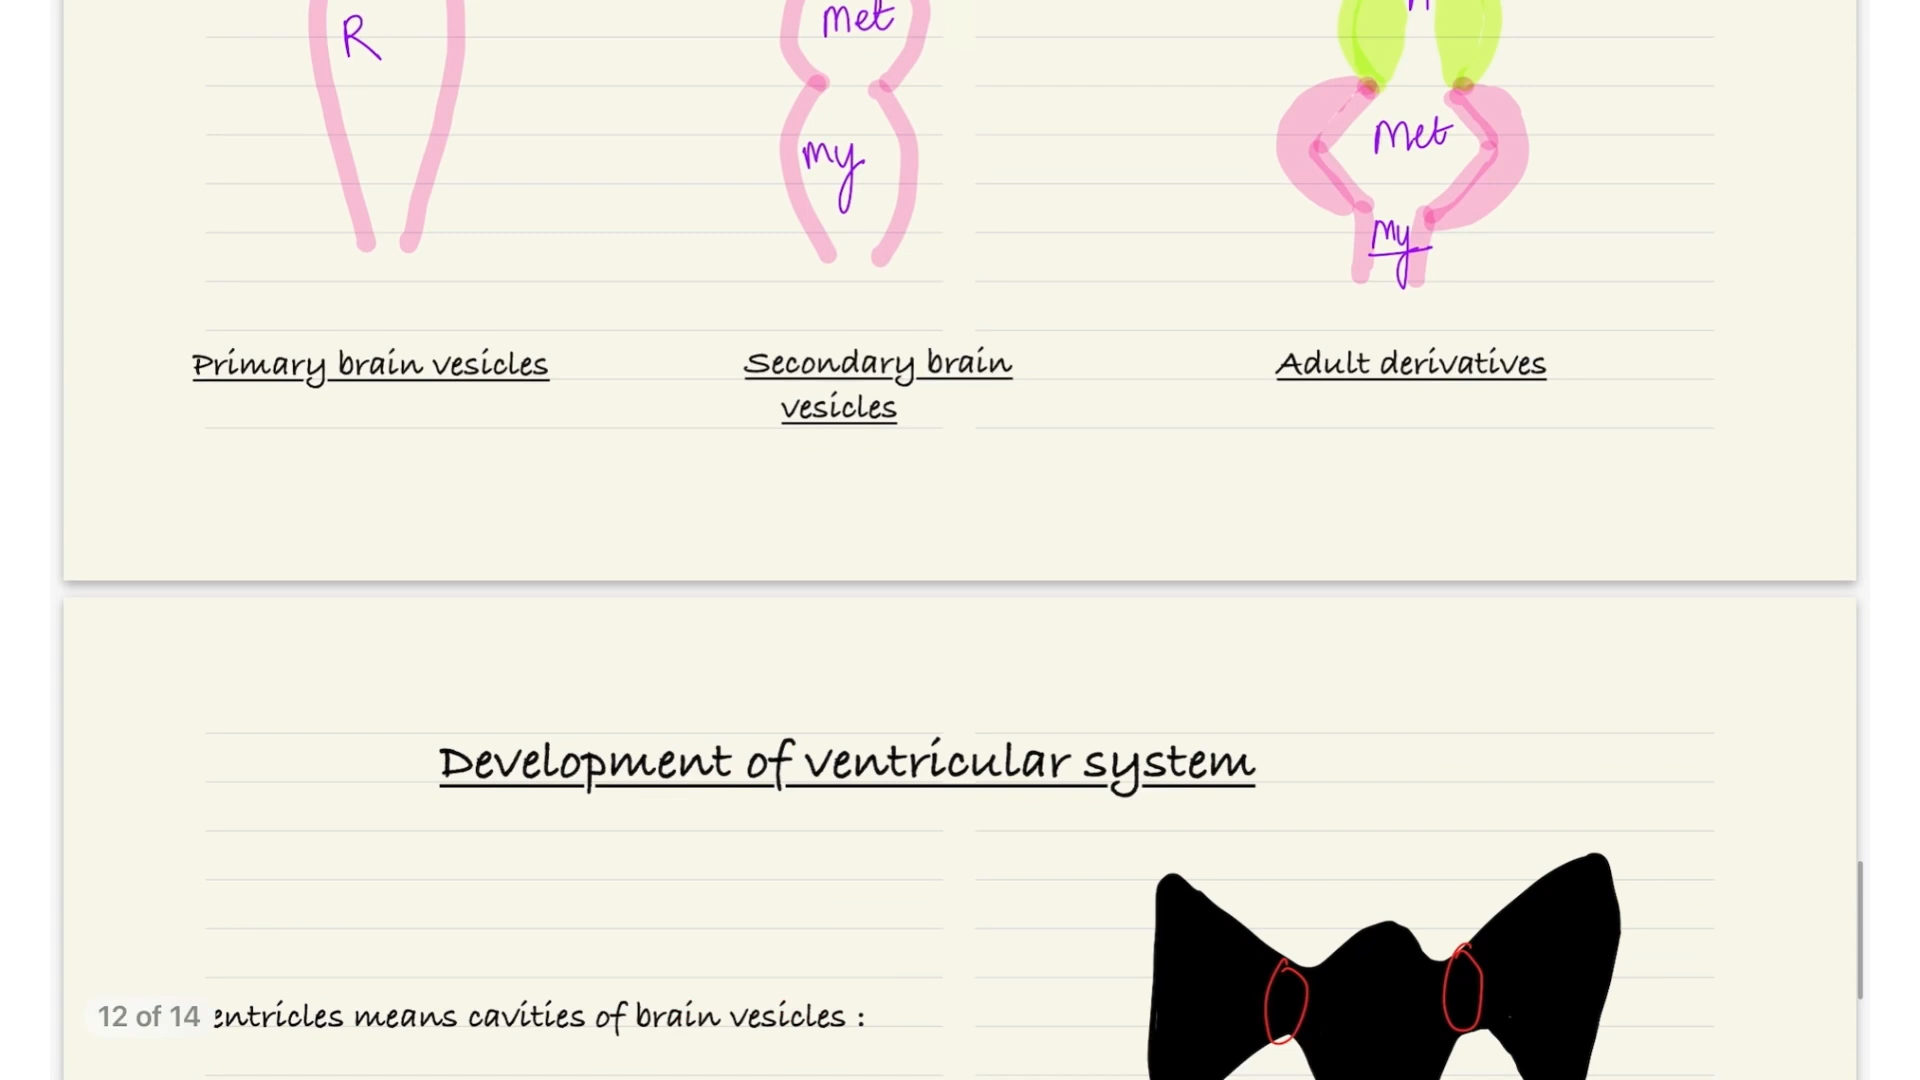 R
Met
Met
My
My
Primary brain vesicles
Secondary brain
vesicles
Adult derivatives
Development of ventricular system
entricles means cavities of brain vesicles :
12 of 14